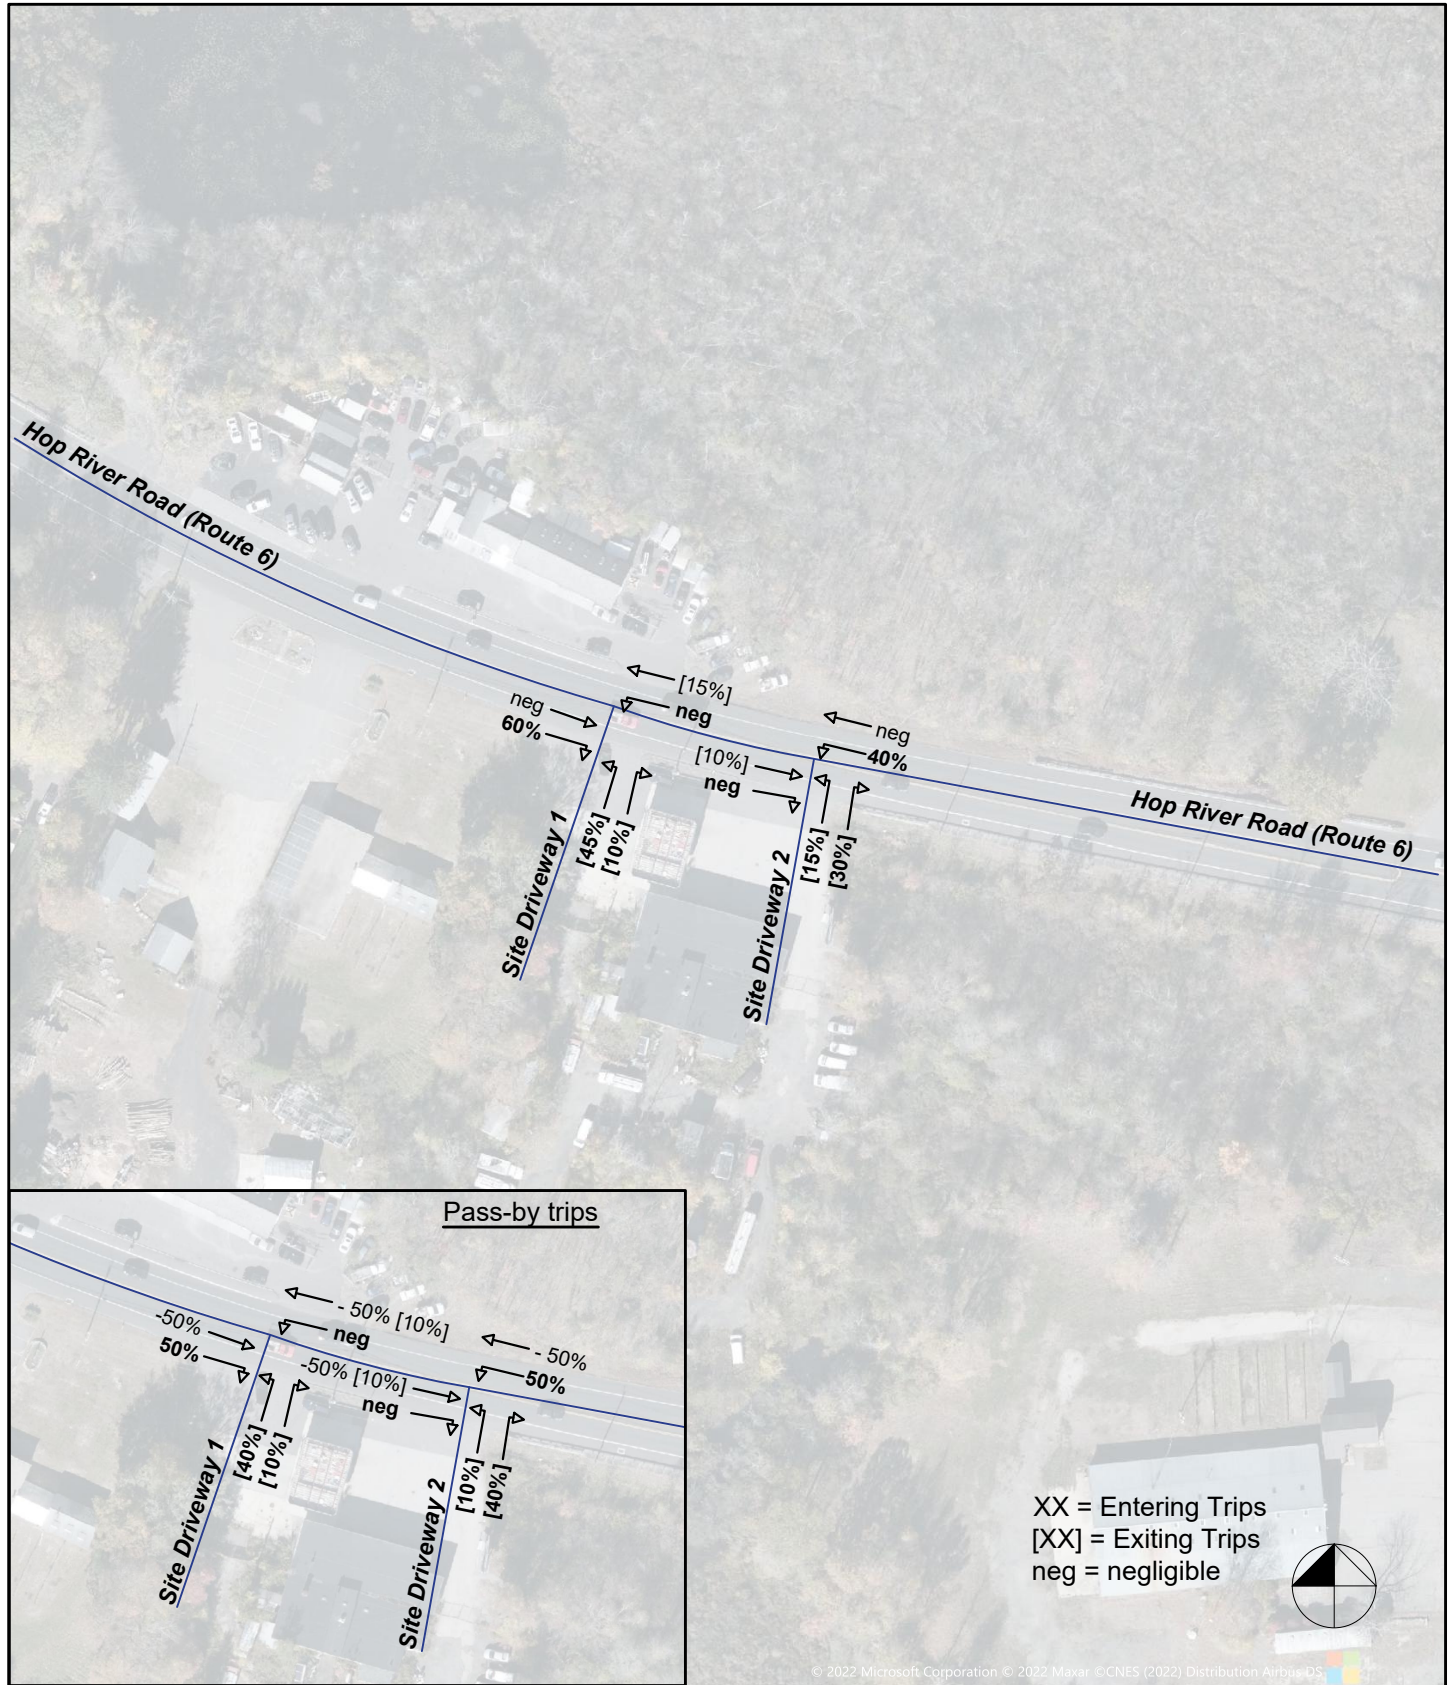 Hop River Road (Route 6)
[15%]
neg
neg
60%
neg
neg
40%
[10%]
neg
Hop River Road (Route 6)
[45%]
[10%]
[15%]
[30%]
Site Driveway 1
Site Driveway 2
Pass-by trips
- 50% [10%]
neg
-50%
50%
- 50%
50%
-50% [10%]
neg
[40%]
[10%]
[10%]
[40%]
Site Driveway 1
Site Driveway 2
XX = Entering Trips
[XX] = Exiting Trips
neg = negligible
© 2022 Microsoft Corporation © 2022 Maxar ©CNES (2022) Distribution Airbus DS